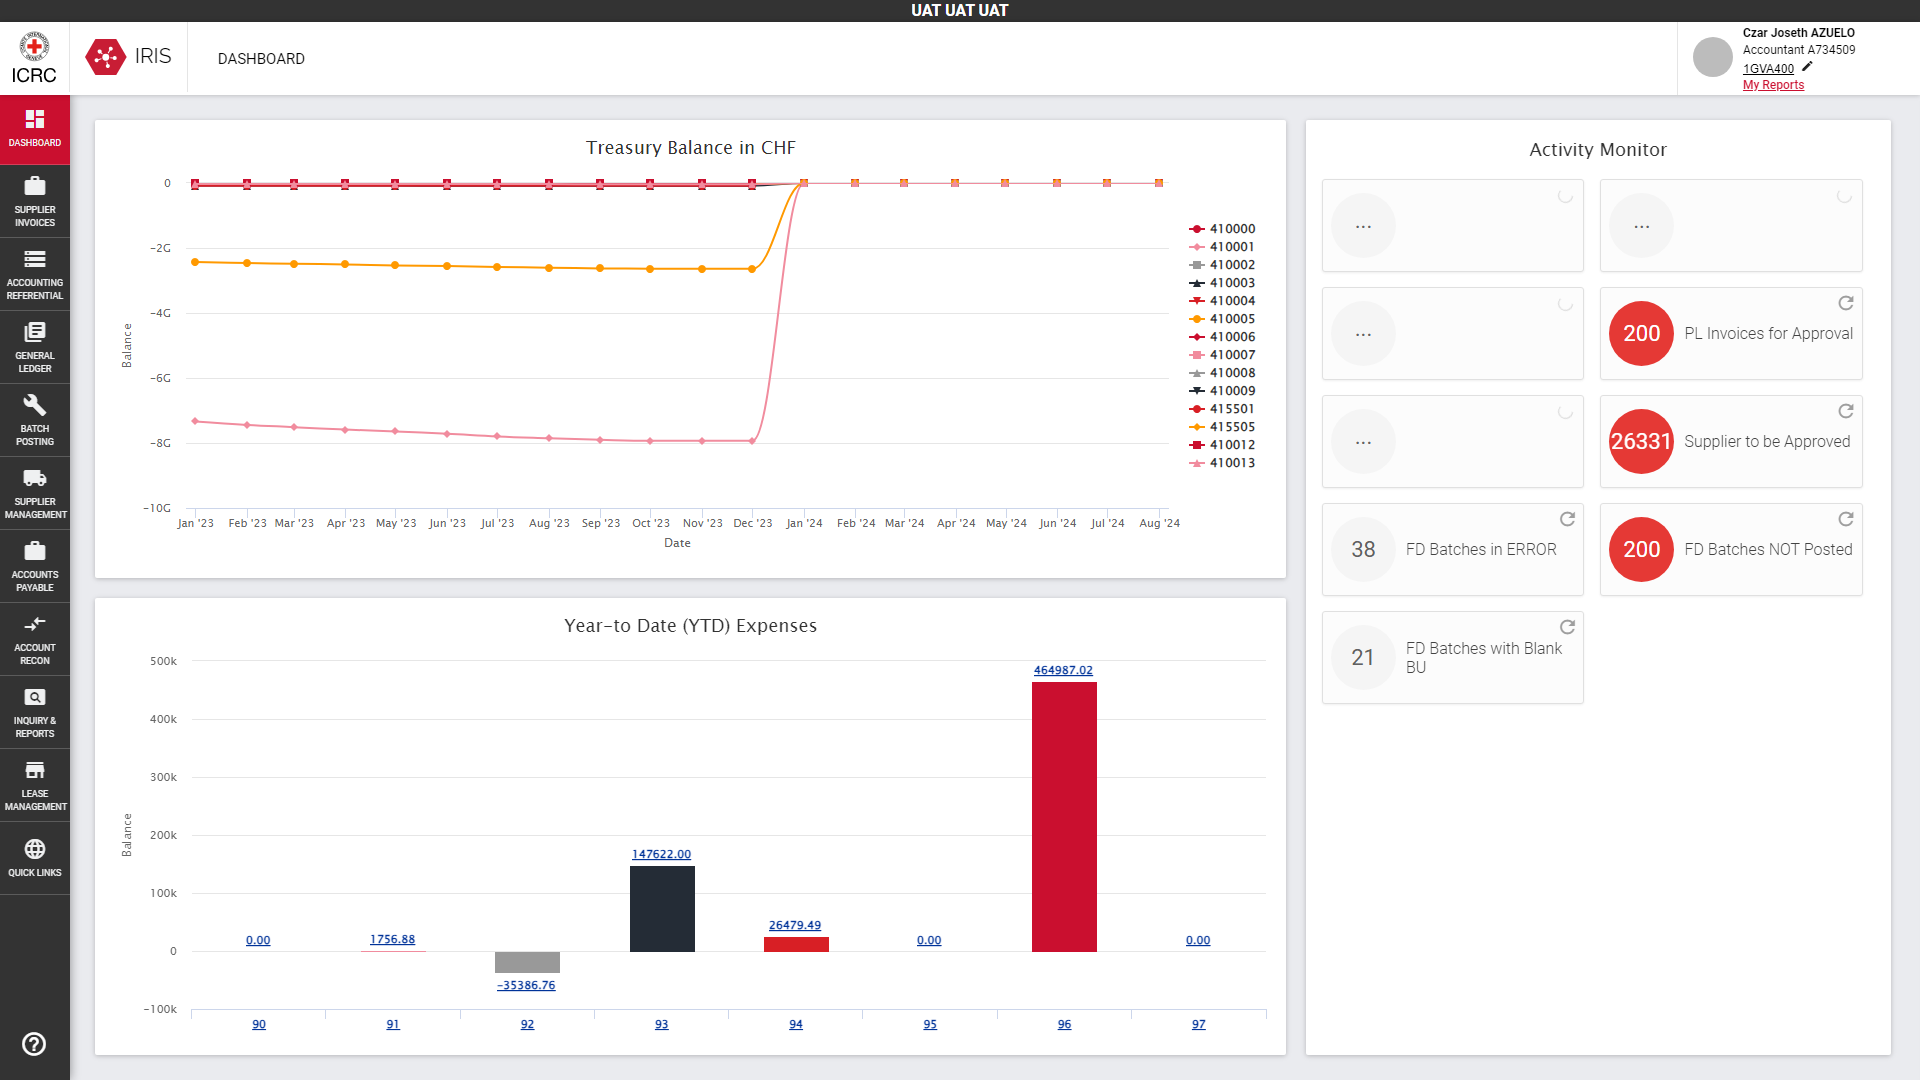 UAT UAT UAT
ICRC
IRIS
DASHBOARD
Czar Joseth AZUELO
Accountant A734509
1GVA400
My Reports
DASHBOARD
SUPPLIER
INVOICES
ACCOUNTING
REFERENTIAL
GENERAL
LEDGER
BATCH
POSTING
SUPPLIER
MANAGEMENT
ACCOUNTS
PAYABLE
ACCOUNT
RECON
INQUIRY &
REPORTS
LEASE
MANAGEMENT
QUICK LINKS
Treasury Balance in CHF
0
-2G
-4G
-6G
-8G
-10G
Balance
Jan '23 Feb '23 Mar '23 Apr '23 May '23 Jun '23 Jul '23 Aug '23 Sep '23 Oct '23 Nov '23 Dec '23 Jan '24 Feb '24 Mar '24 Apr '24 May '24 Jun '24 Jul '24 Aug '24
Date
410000
410001
410002
410003
410004
410005
410006
410007
410008
410009
415501
415505
410012
410013
Year-to Date (YTD) Expenses
500k
400k
300k
200k
100k
0
-100k
Balance
0.00
1756.88
-35386.76
147622.00
26479.49
0.00
464987.02
0.00
90 91 92 93 94 95 96 97
Activity Monitor
...
...
...
200 PL Invoices for Approval
...
26331 Supplier to be Approved
38 FD Batches in ERROR
200 FD Batches NOT Posted
21 FD Batches with Blank
BU